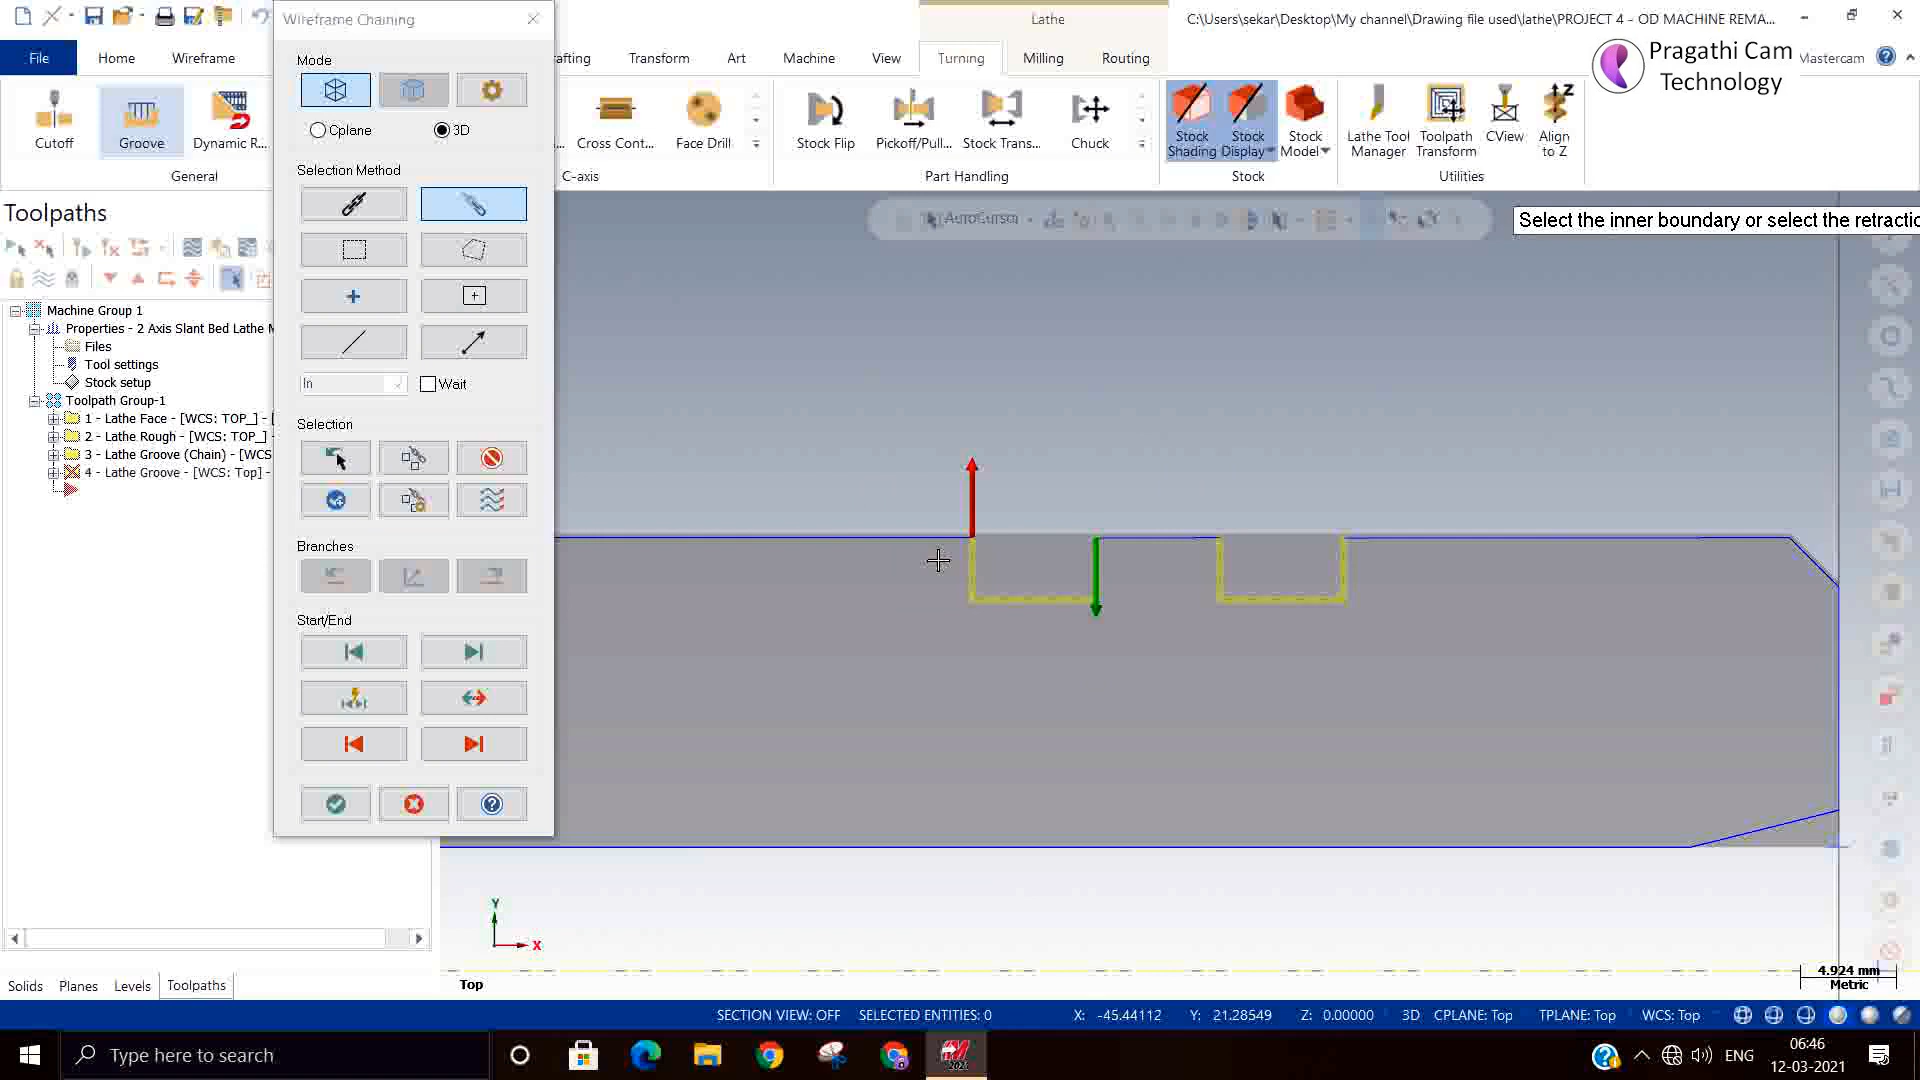 Wireframe Chaining
Lathe
C:\Users\sekar\Desktop\My channel\Drawing file used\lathe\PROJECT 4 - OD MACHINE REMA...
File
Home
Wireframe
afting
Transform
Art
Machine
View
Turning
Milling
Routing
Mastercam
Pragathi Cam
Technology
Cutoff
Groove
Dynamic R...
Cross Cont...
Face Drill
Stock Flip
Pickoff/Pull...
Stock Trans...
Chuck
Stock
Shading
Stock
Display
Stock
Model
Lathe Tool
Manager
Toolpath
Transform
CView
Align
to Z
General
C-axis
Part Handling
Stock
Utilities
Mode
Cplane
3D
Selection Method
In
Wait
Selection
Branches
Start/End
Toolpaths
Machine Group 1
Properties - 2 Axis Slant Bed Lathe M
Files
Tool settings
Stock setup
Toolpath Group-1
1 - Lathe Face - [WCS: TOP_] - [
2 - Lathe Rough - [WCS: TOP_]
3 - Lathe Groove (Chain) - [WCS
4 - Lathe Groove - [WCS: Top] -
AutoCursor
Select the inner boundary or select the retractio
Y
X
Solids
Planes
Levels
Toolpaths
Top
4.924 mm
Metric
SECTION VIEW: OFF
SELECTED ENTITIES: 0
X: -45.44112
Y: 21.28549
Z: 0.00000
3D
CPLANE: Top
TPLANE: Top
WCS: Top
Type here to search
2021
ENG
06:46
12-03-2021